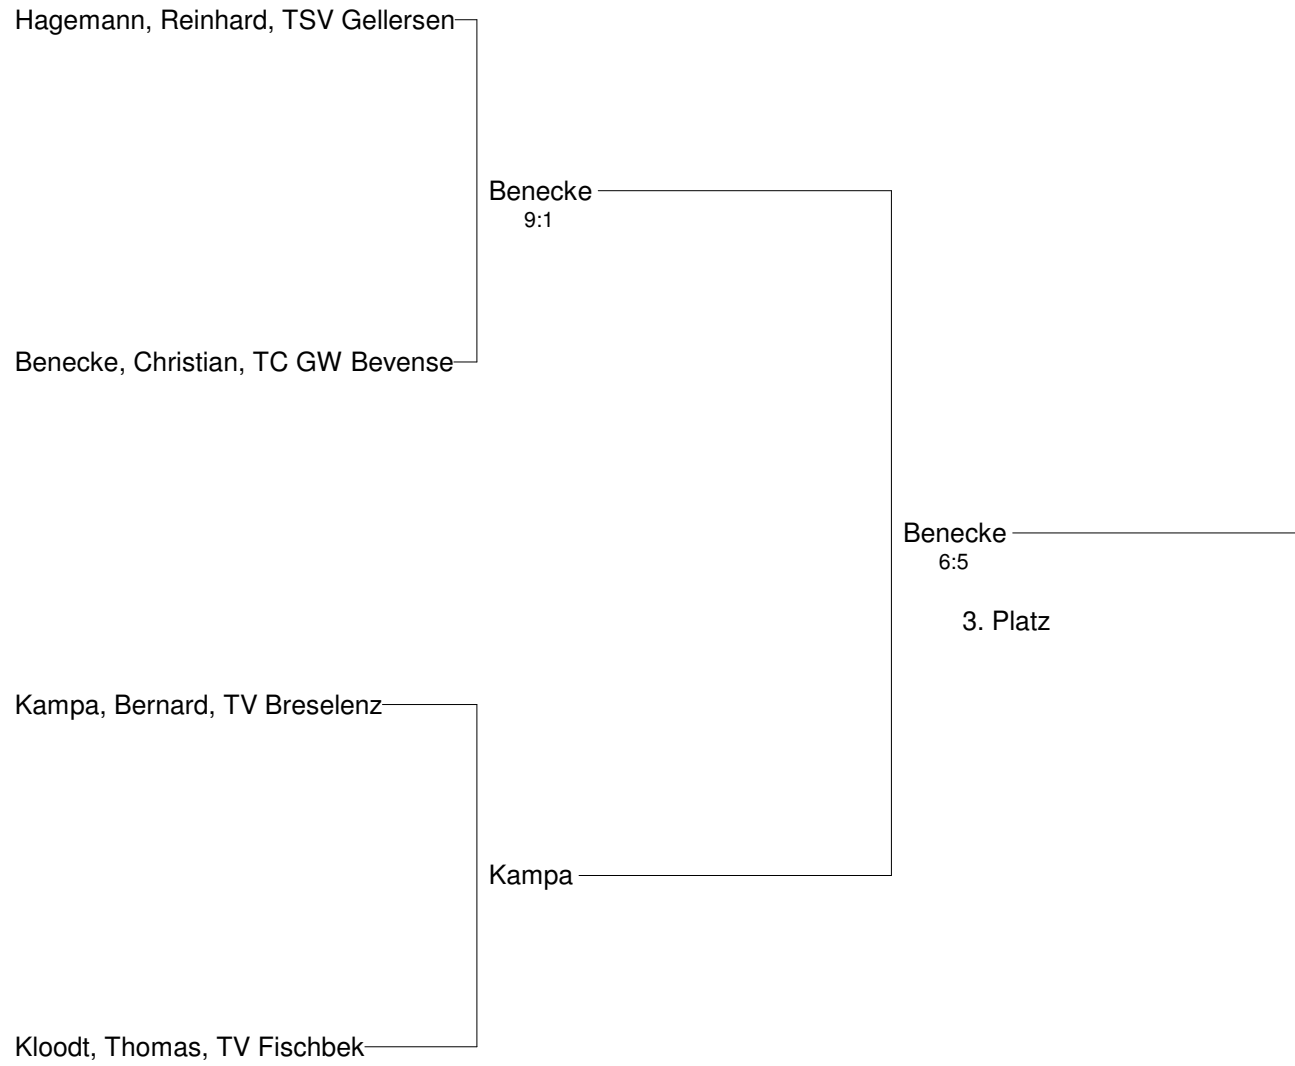 Hagemann, Reinhard, TSV Gellersen
Benecke
9:1
Benecke, Christian, TC GW Bevense
Benecke
6:5
3. Platz
Kampa, Bernard, TV Breselenz
Kampa
Kloodt, Thomas, TV Fischbek